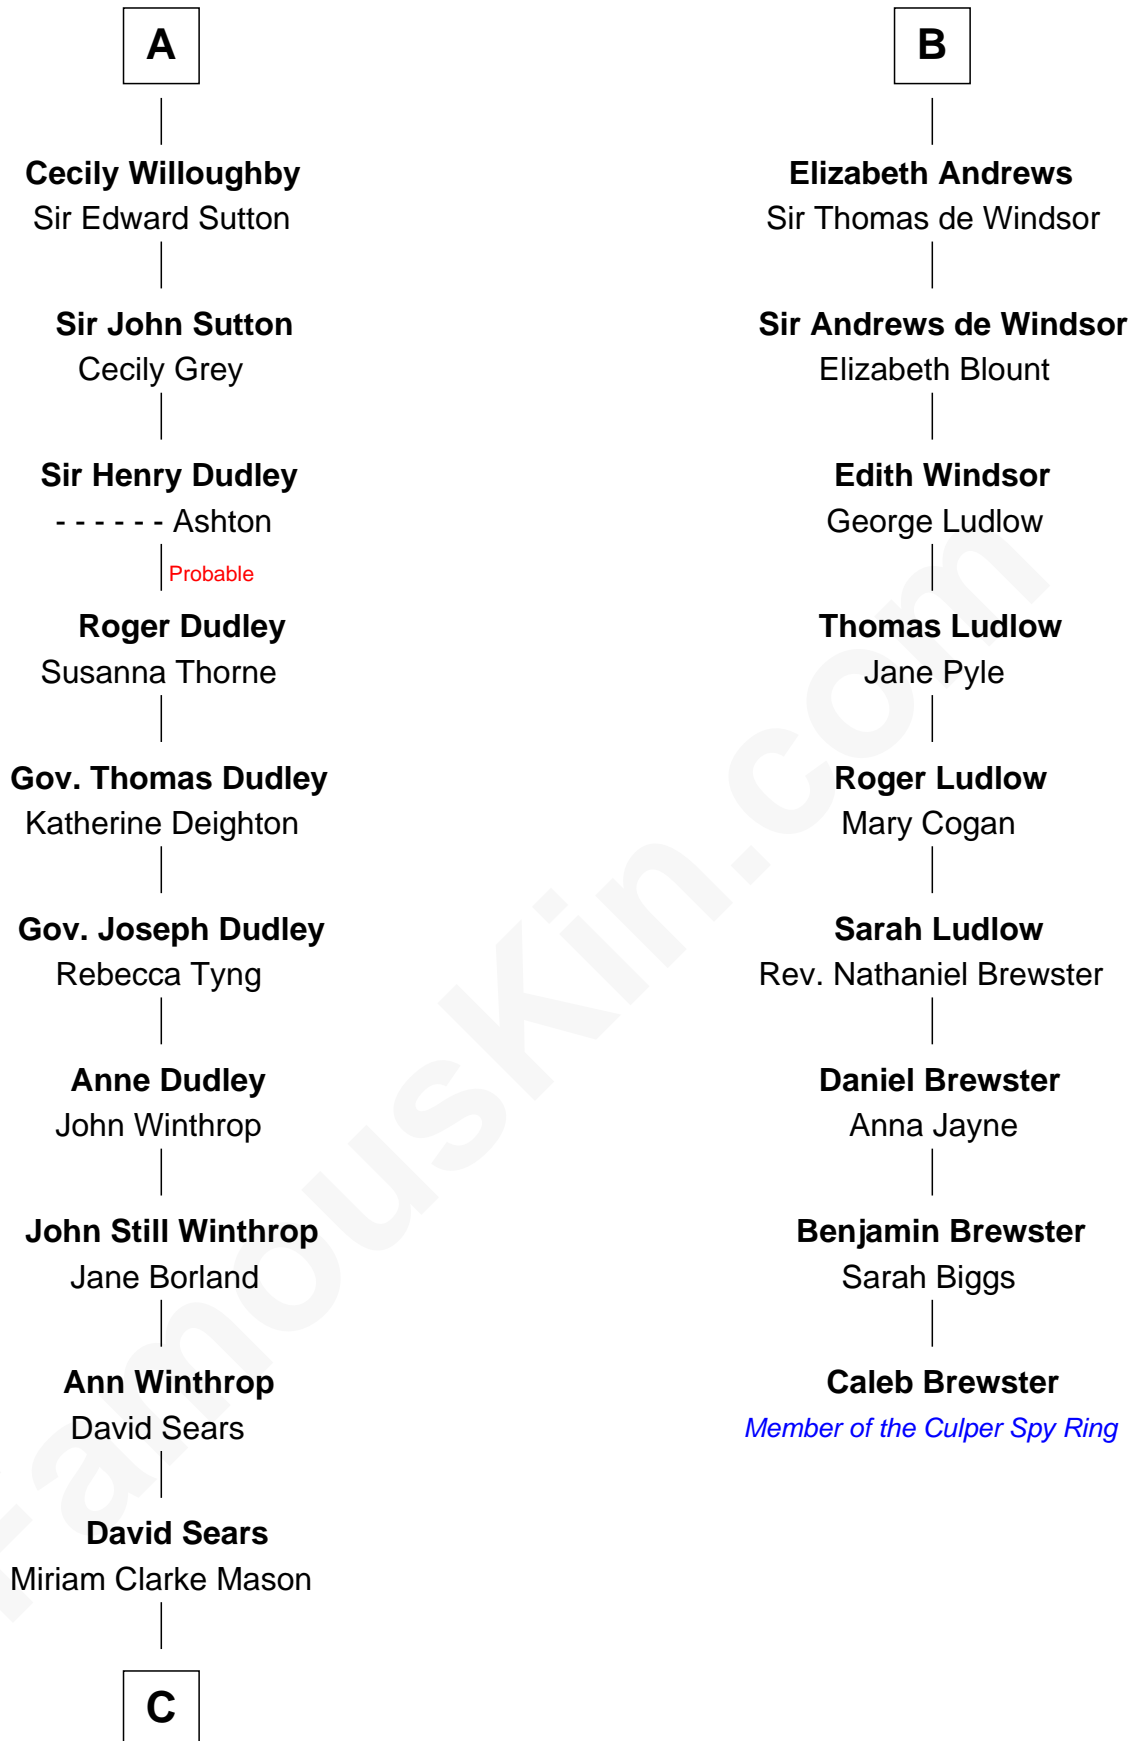 A
Cecily Willoughby
Sir Edward Sutton
Sir John Sutton
Cecily Grey
Sir Henry Dudley
- - - - - - Ashton
Probable
Roger Dudley
Susanna Thorne
Gov. Thomas Dudley
Katherine Deighton
Gov. Joseph Dudley
Rebecca Tyng
Anne Dudley
John Winthrop
John Still Winthrop
Jane Borland
Ann Winthrop
David Sears
David Sears
Miriam Clarke Mason
C
B
Elizabeth Andrews
Sir Thomas de Windsor
Sir Andrews de Windsor
Elizabeth Blount
Edith Windsor
George Ludlow
Thomas Ludlow
Jane Pyle
Roger Ludlow
Mary Cogan
Sarah Ludlow
Rev. Nathaniel Brewster
Daniel Brewster
Anna Jayne
Benjamin Brewster
Sarah Biggs
Caleb Brewster
Member of the Culper Spy Ring
FamousKin.com